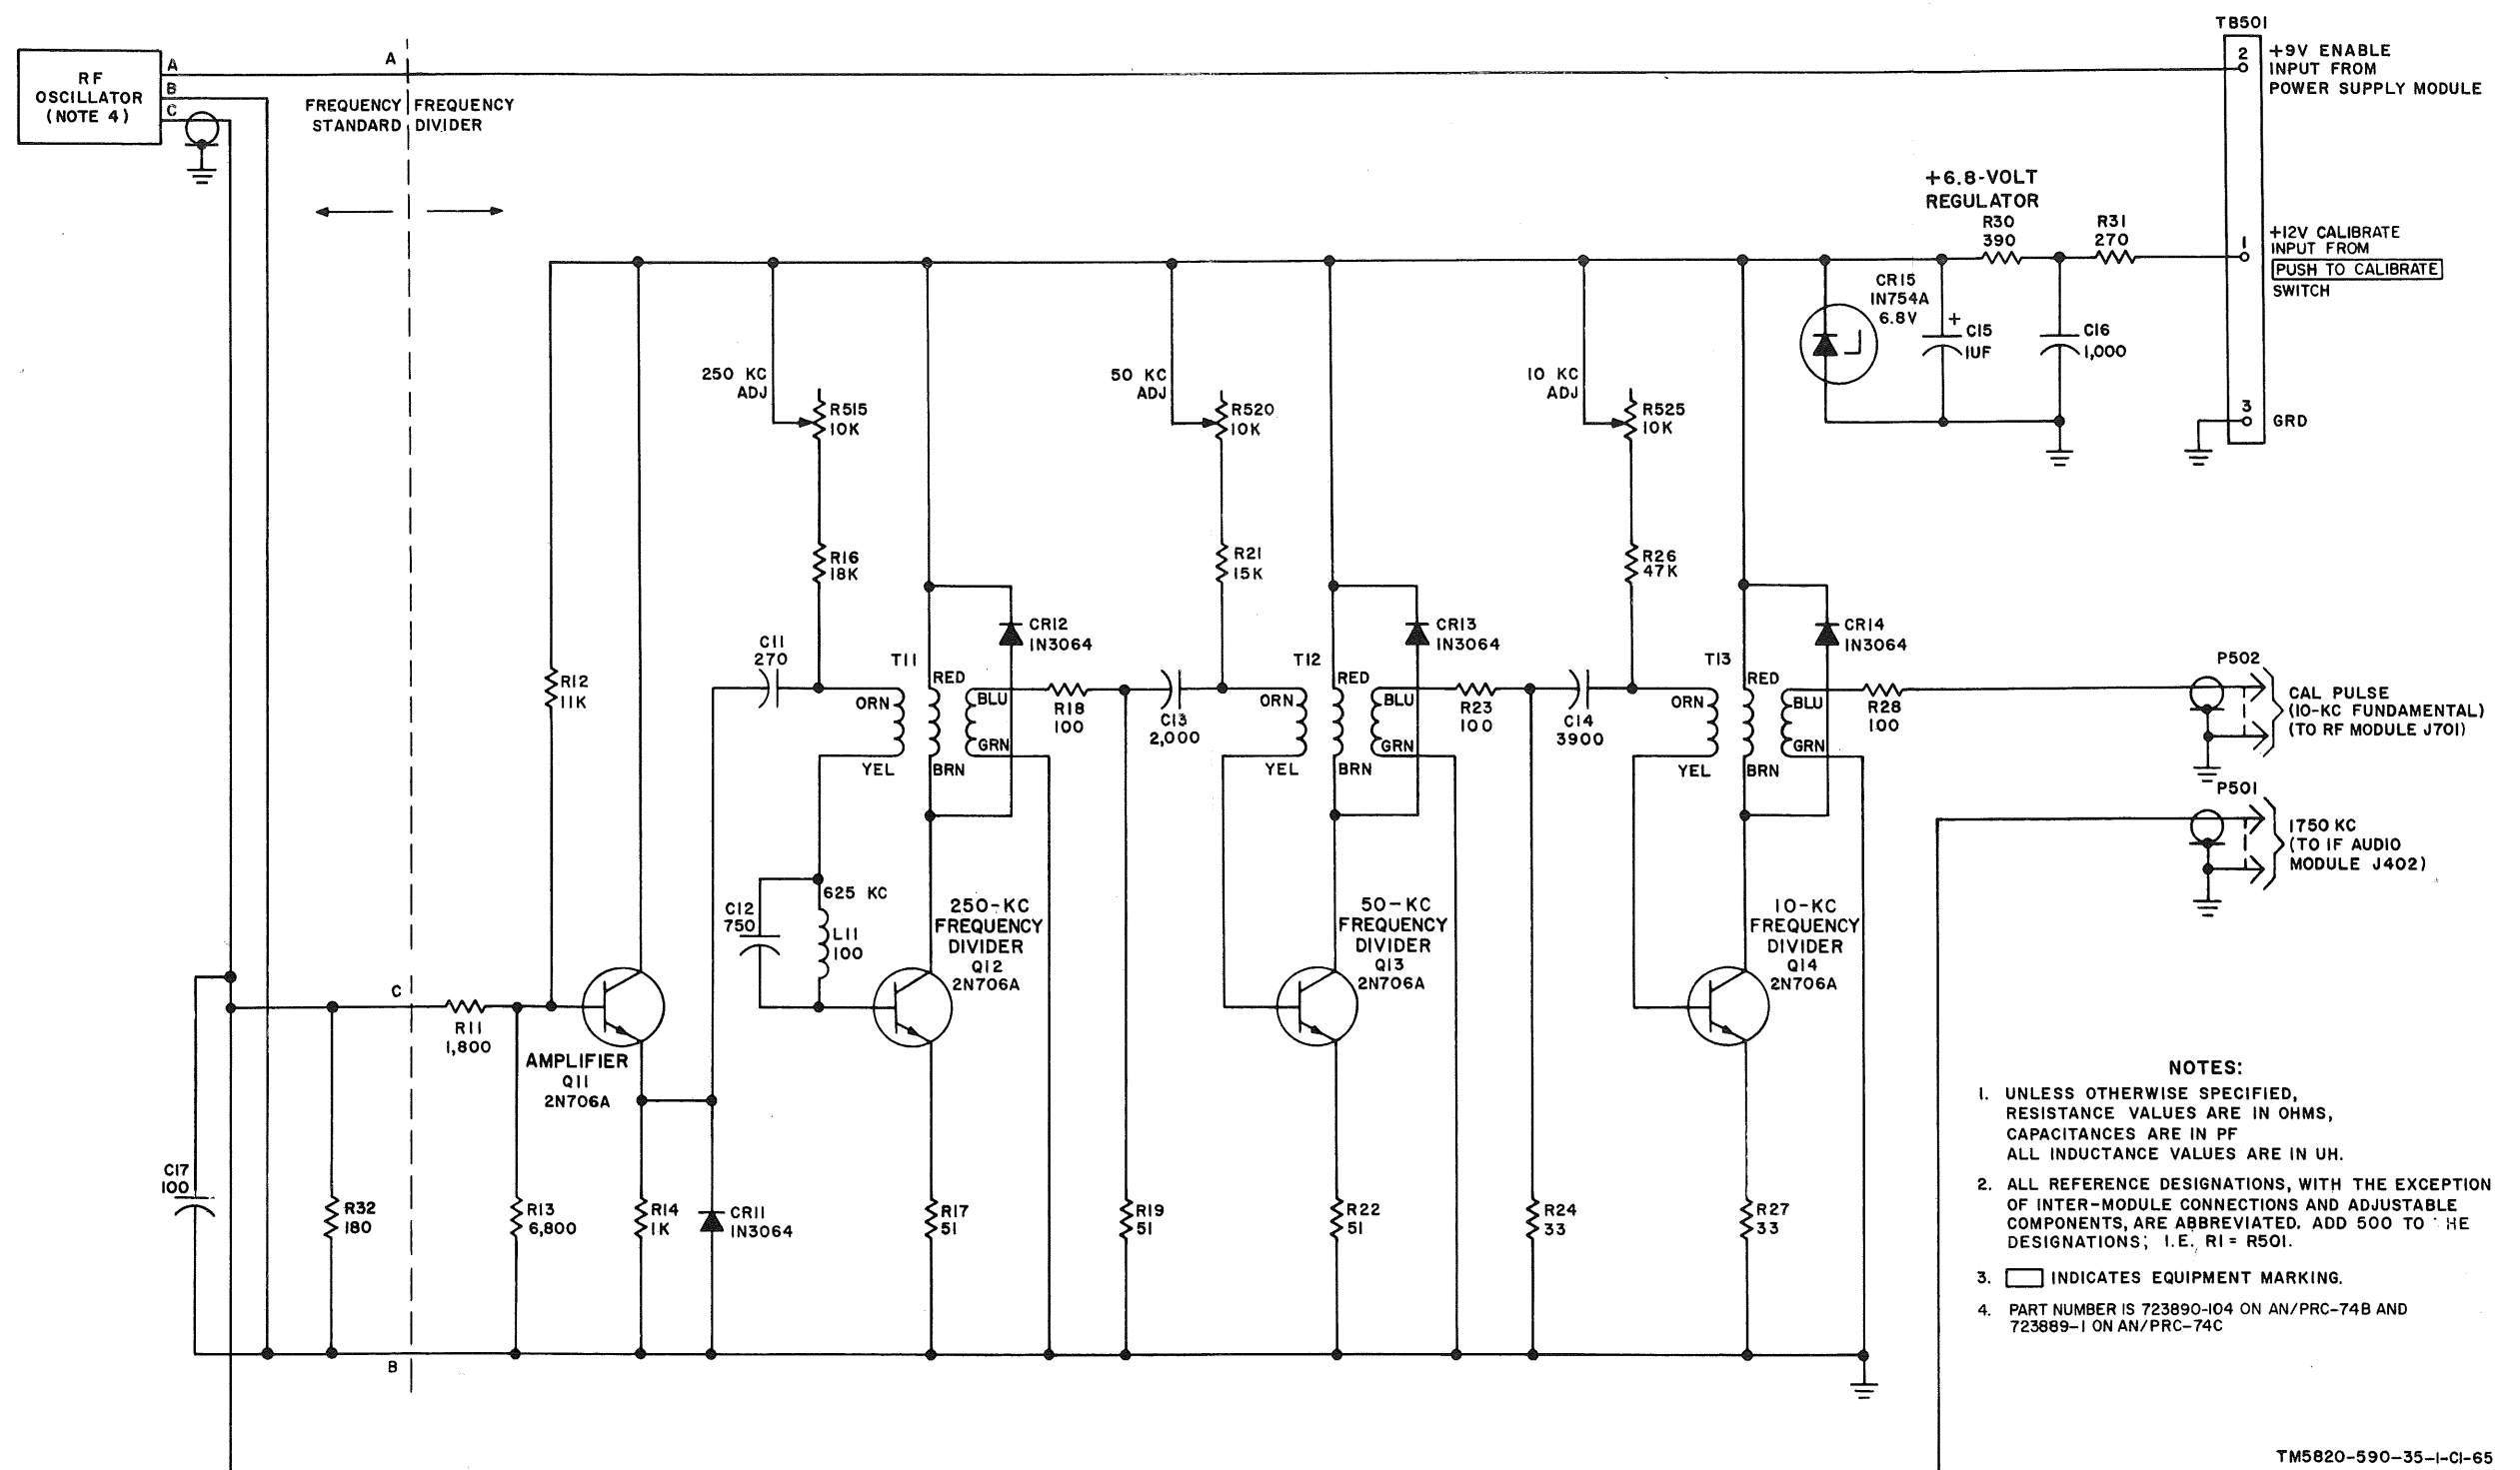 TB501
2
+9V ENABLE
INPUT FROM
POWER SUPPLY MODULE
RF
OSCILLATOR
(NOTE 4)
A
B
C
A
FREQUENCY
STANDARD
FREQUENCY
DIVIDER
+6.8-VOLT
REGULATOR
R30
390
R31
270
1
+12V CALIBRATE
INPUT FROM
PUSH TO CALIBRATE
SWITCH
CR15
1N754A
6.8V
+
C15
1UF
C16
1,000
3
GRD
250 KC
ADJ
R515
10K
50 KC
ADJ
R520
10K
10 KC
ADJ
R525
10K
R16
18K
R21
15K
R26
47K
R12
11K
C11
270
T11
RED
ORN
YEL
BRN
BLU
GRN
CR12
1N3064
R18
100
C13
2,000
T12
RED
ORN
YEL
BRN
BLU
GRN
CR13
1N3064
R23
100
C14
3900
T13
RED
ORN
YEL
BRN
BLU
GRN
CR14
1N3064
R28
100
P502
CAL PULSE
(10-KC FUNDAMENTAL)
(TO RF MODULE J701)
P501
1750 KC
(TO IF AUDIO
MODULE J402)
625 KC
C12
750
L11
100
250-KC
FREQUENCY
DIVIDER
Q12
2N706A
50-KC
FREQUENCY
DIVIDER
Q13
2N706A
10-KC
FREQUENCY
DIVIDER
Q14
2N706A
C
R11
1,800
AMPLIFIER
Q11
2N706A
C17
100
R32
180
R13
6,800
R14
1K
CR11
1N3064
R17
51
R19
51
R22
51
R24
33
R27
33
B
NOTES:
1. UNLESS OTHERWISE SPECIFIED,
RESISTANCE VALUES ARE IN OHMS,
CAPACITANCES ARE IN PF
ALL INDUCTANCE VALUES ARE IN UH.
2. ALL REFERENCE DESIGNATIONS, WITH THE EXCEPTION
OF INTER-MODULE CONNECTIONS AND ADJUSTABLE
COMPONENTS, ARE ABBREVIATED. ADD 500 TO HE
DESIGNATIONS; I.E. R1 = R501.
3. INDICATES EQUIPMENT MARKING.
4. PART NUMBER IS 723890-104 ON AN/PRC-74B AND
723889-1 ON AN/PRC-74C
TM5820-590-35-1-C1-65